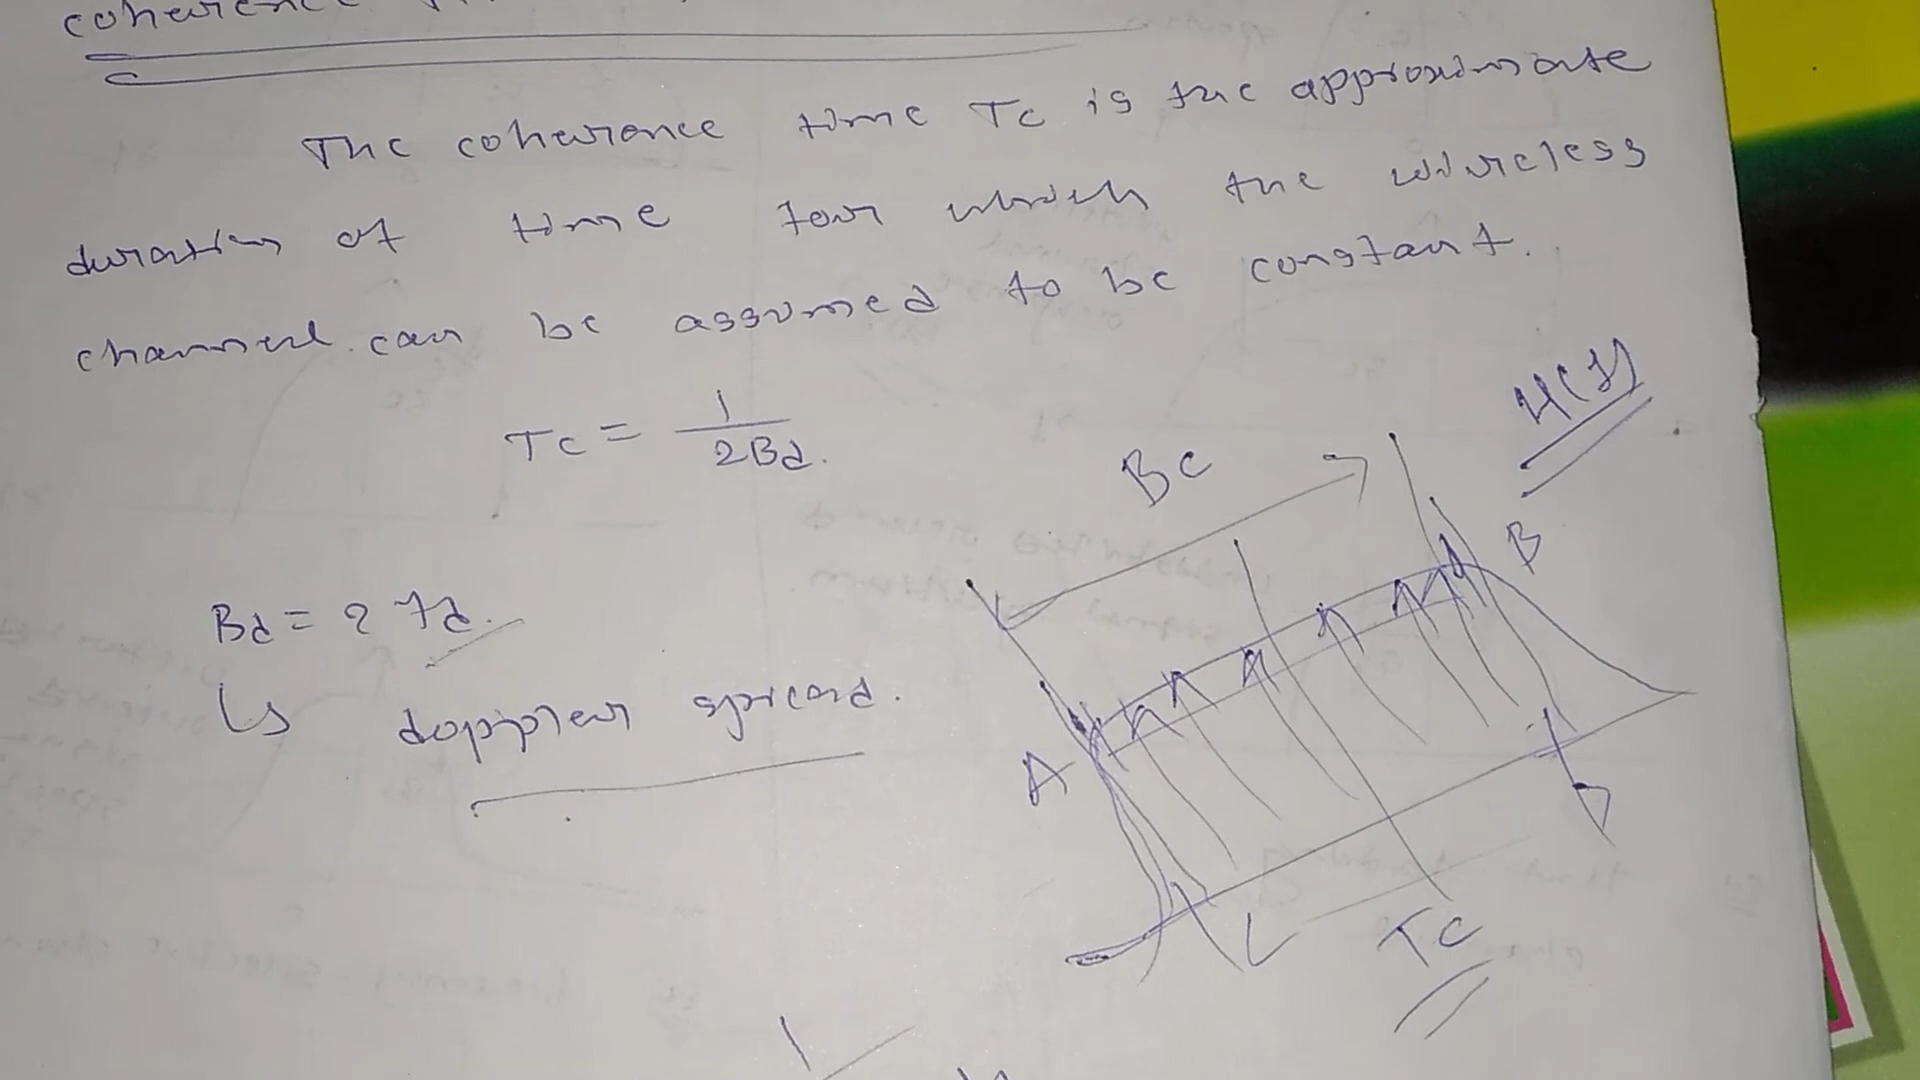 coherence
The coherance time Tc is the approximate
duration of time for which the wireless
channel can be assumed to be constant.
Tc = 1/2Bd.
Bd = 2 fd.
↳ doppler spread.
H(f)
Bc
B
A
Tc